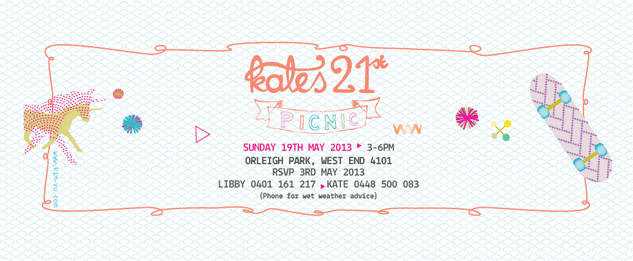 kate's 21st
PICNIC
SUNDAY 19TH MAY 2013 3-6PM
ORLEIGH PARK, WEST END 4101
RSVP 3RD MAY 2013
LIBBY 0401 161 217 KATE 0448 500 083
(Phone for wet weather advice)